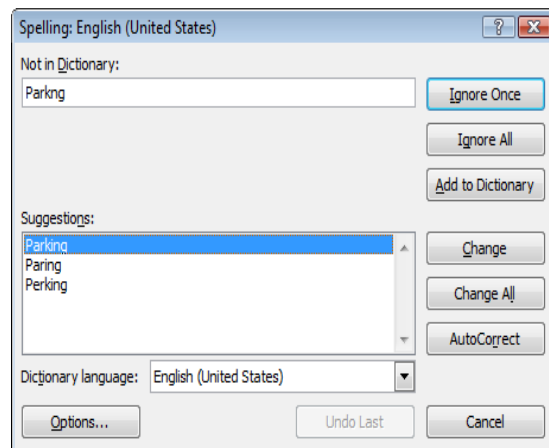 Spelling: English (United States)
Not in Dictionary:
Parkng
Ignore Once
Ignore All
Add to Dictionary
Suggestions:
Parking
Paring
Perking
Change
Change All
AutoCorrect
Dictionary language: English (United States)
Options... Undo Last Cancel